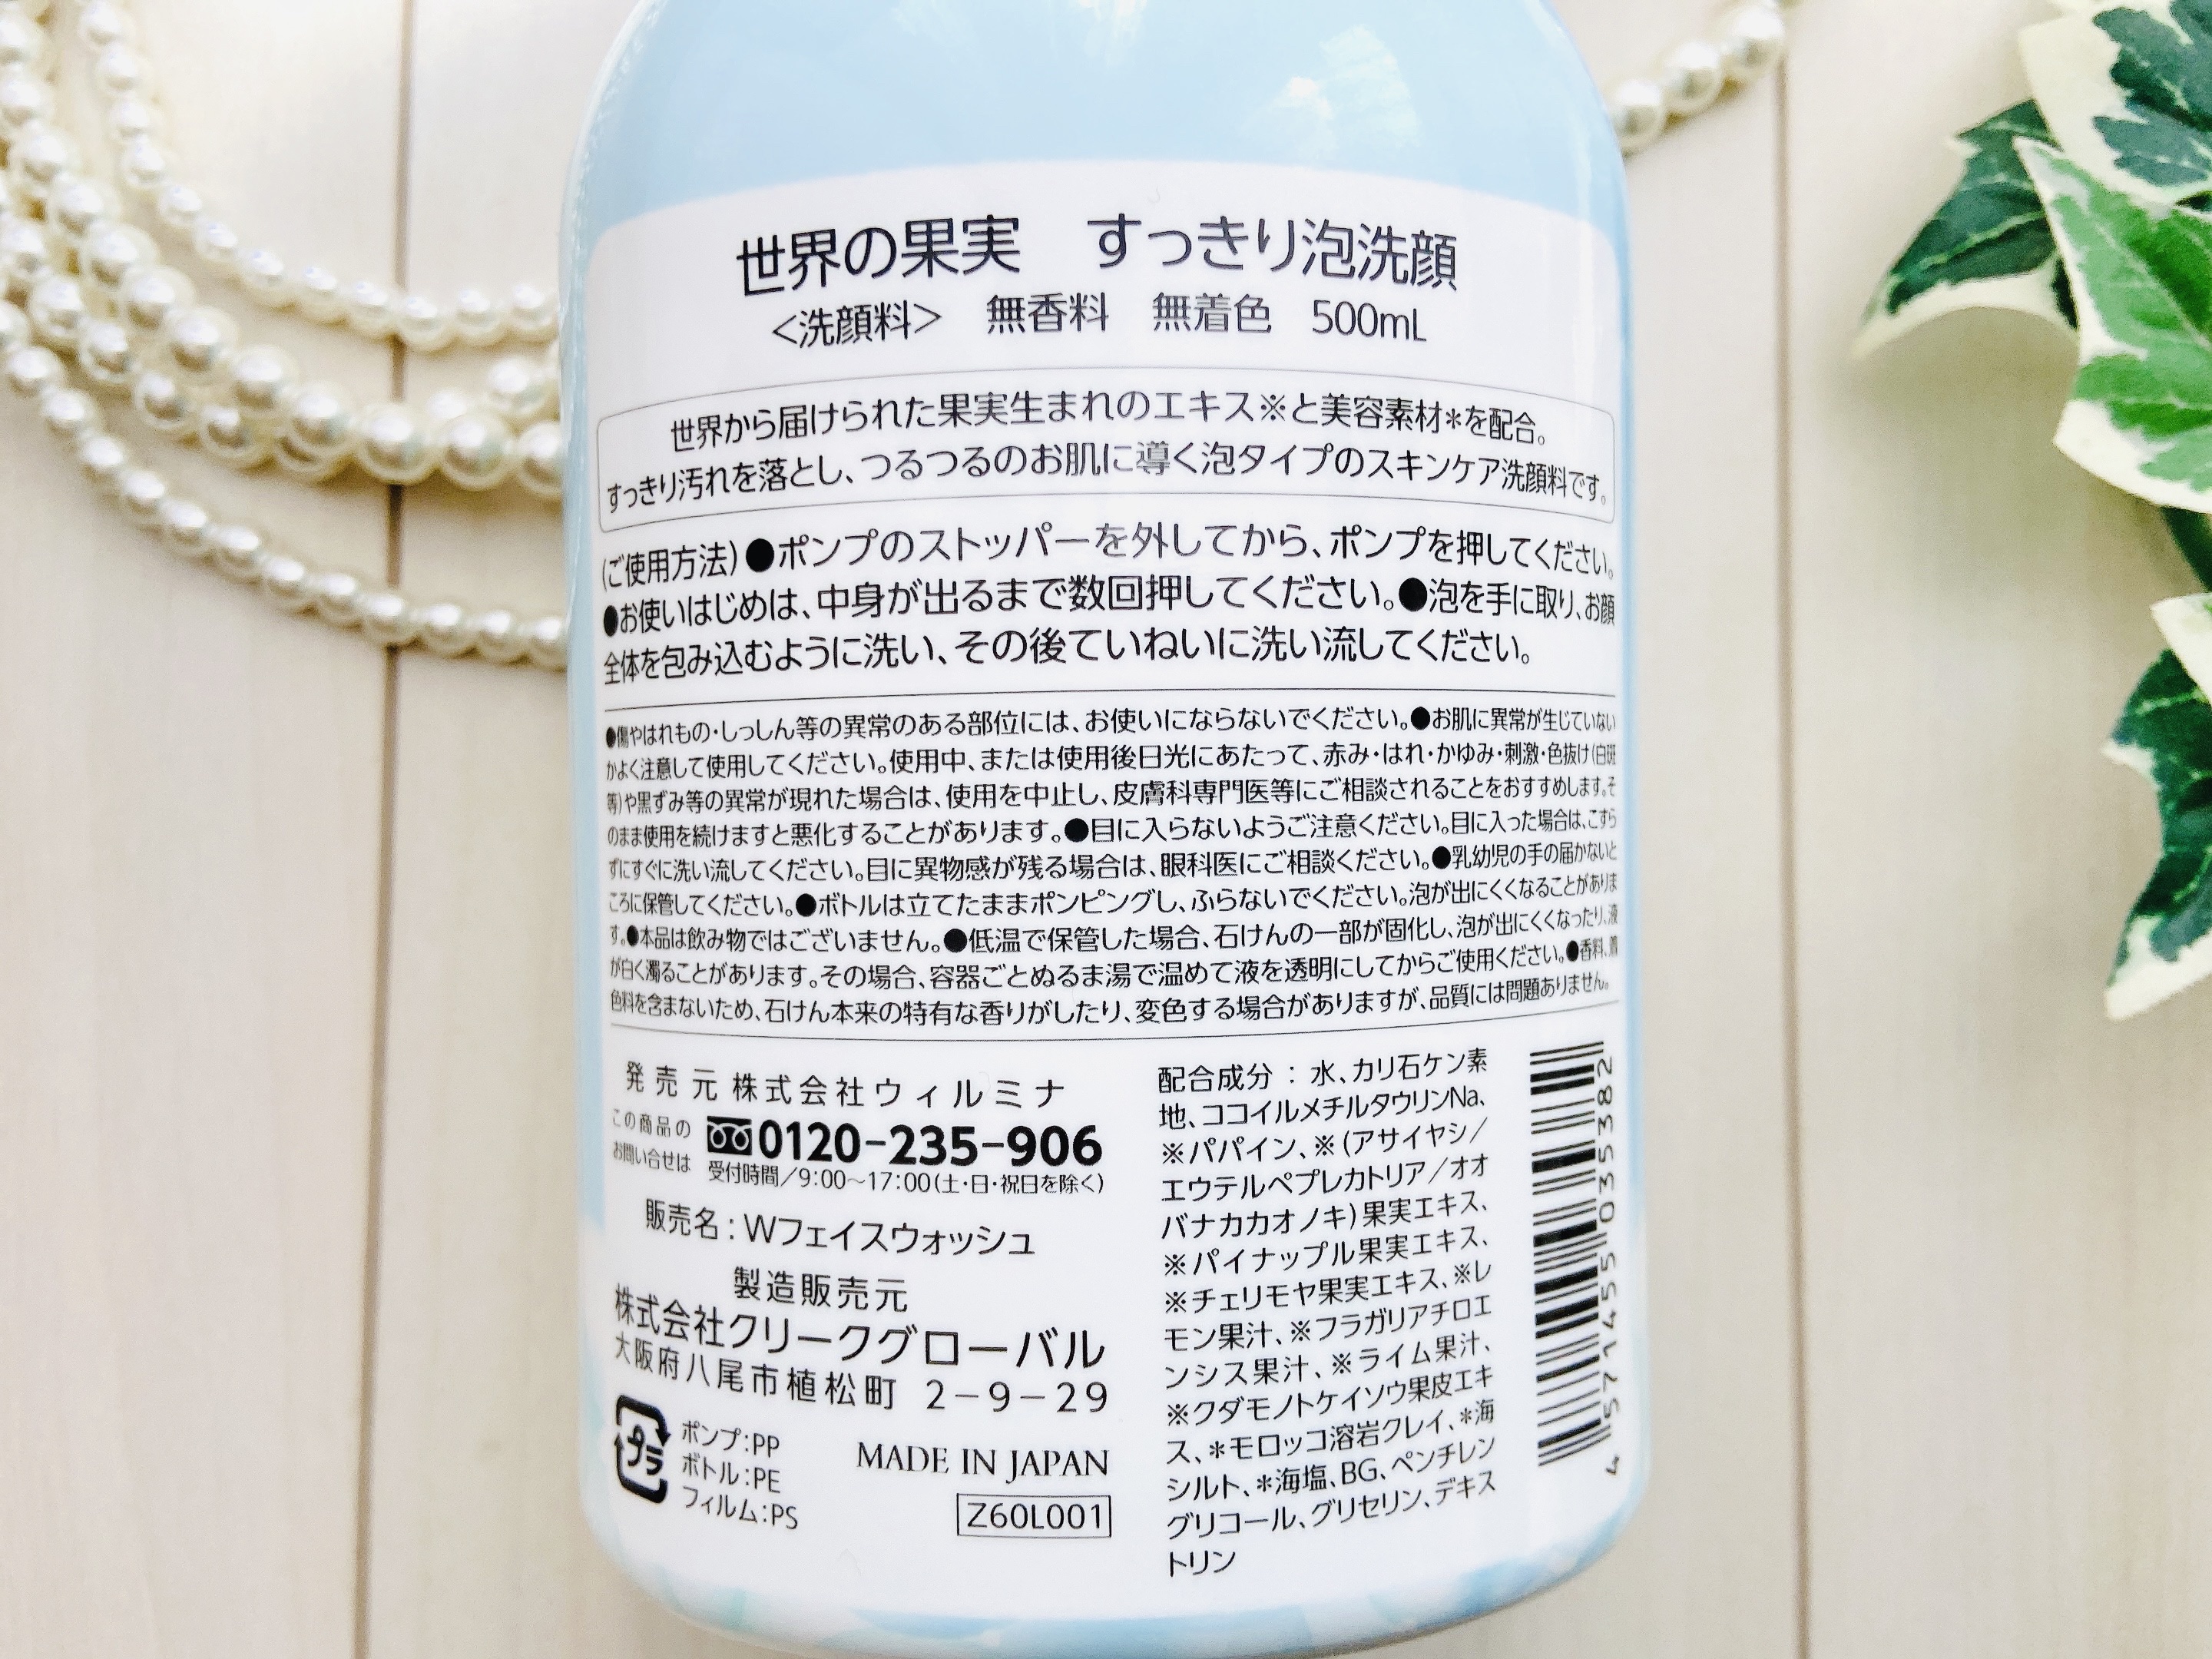 世界の果実　すっきり泡洗顔
<洗顔料>　無香料　無着色　500mL
世界から届けられた果実生まれのエキス※と美容素材＊を配合。
すっきり汚れを落とし、つるつるのお肌に導く泡タイプのスキンケア洗顔料です。
(ご使用方法)●ポンプのストッパーを外してから、ポンプを押してください。
●お使いはじめは、中身が出るまで数回押してください。●泡を手に取り、お顔
全体を包み込むように洗い、その後ていねいに洗い流してください。
●傷やはれもの・しっしん等の異常のある部位には、お使いにならないでください。●お肌に異常が生じていない
かよく注意して使用してください。使用中、または使用後日光にあたって、赤み・はれ・かゆみ・刺激・色抜け(白斑
等)や黒ずみ等の異常が現れた場合は、使用を中止し、皮膚科専門医等にご相談されることをおすすめします。そ
のまま使用を続けますと悪化することがあります。●目に入らないようご注意ください。目に入った場合は、こすら
ずにすぐに洗い流してください。目に異物感が残る場合は、眼科医にご相談ください。●乳幼児の手の届かないと
ころに保管してください。●ボトルは立てたままポンピングし、ふらないでください。泡が出にくくなることがありま
す。●本品は飲み物ではございません。●低温で保管した場合、石けんの一部が固化し、泡が出にくくなったり、液
が白く濁ることがあります。その場合、容器ごとぬるま湯で温めて液を透明にしてからご使用ください。●香料、着
色料を含まないため、石けん本来の特有な香りがしたり、変色する場合がありますが、品質には問題ありません。
発売元 株式会社ウィルミナ
この商品の
お問い合せは
0120-235-906
受付時間/9:00〜17:00(土・日・祝日を除く)
販売名：Wフェイスウォッシュ
製造販売元
株式会社クリークグローバル
大阪府八尾市植松町 2-9-29
プラ
ポンプ:PP
ボトル:PE
フィルム:PS
MADE IN JAPAN
Z60L001
配合成分：水、カリ石ケン素
地、ココイルメチルタウリンNa、
※パパイン、※(アサイヤシ/
エウテルペプレカトリア/オオ
バナカカオノキ)果実エキス、
※パイナップル果実エキス、
※チェリモヤ果実エキス、※レ
モン果汁、※フラガリアチロエ
ンシス果汁、※ライム果汁、
※クダモノトケイソウ果皮エキ
ス、＊モロッコ溶岩クレイ、＊海
シルト、＊海塩、BG、ペンチレン
グリコール、グリセリン、デキス
トリン
4571455035382